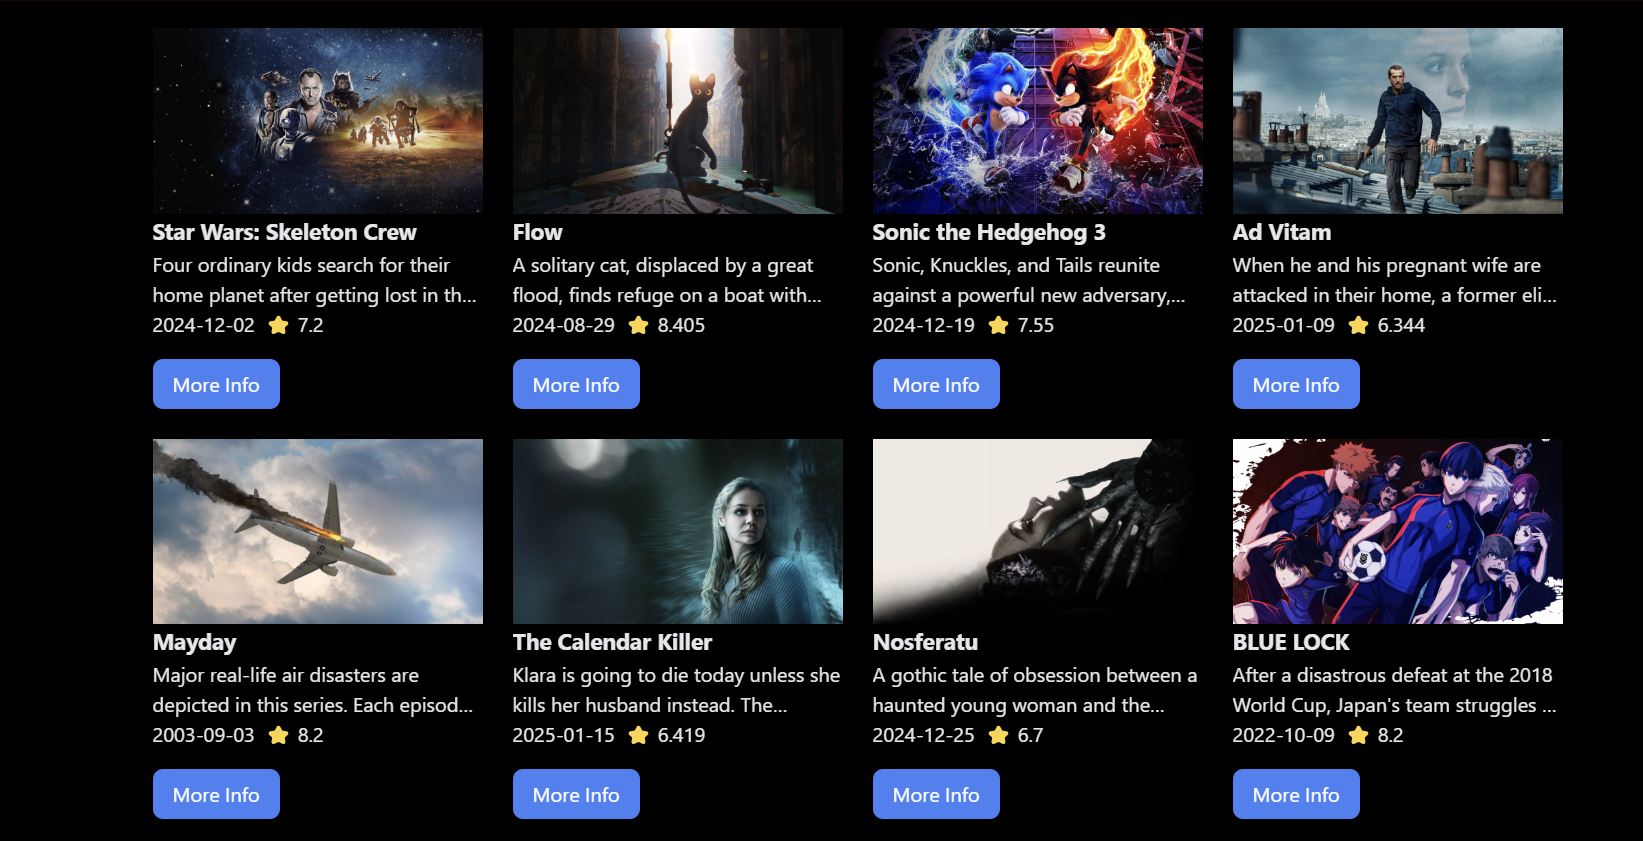 Star Wars: Skeleton Crew
Four ordinary kids search for their
home planet after getting lost in th...
2024-12-02 7.2
More Info
Flow
A solitary cat, displaced by a great
flood, finds refuge on a boat with...
2024-08-29 8.405
More Info
Sonic the Hedgehog 3
Sonic, Knuckles, and Tails reunite
against a powerful new adversary,...
2024-12-19 7.55
More Info
Ad Vitam
When he and his pregnant wife are
attacked in their home, a former eli...
2025-01-09 6.344
More Info
Mayday
Major real-life air disasters are
depicted in this series. Each episod...
2003-09-03 8.2
More Info
The Calendar Killer
Klara is going to die today unless she
kills her husband instead. The...
2025-01-15 6.419
More Info
Nosferatu
A gothic tale of obsession between a
haunted young woman and the...
2024-12-25 6.7
More Info
BLUE LOCK
After a disastrous defeat at the 2018
World Cup, Japan's team struggles ...
2022-10-09 8.2
More Info